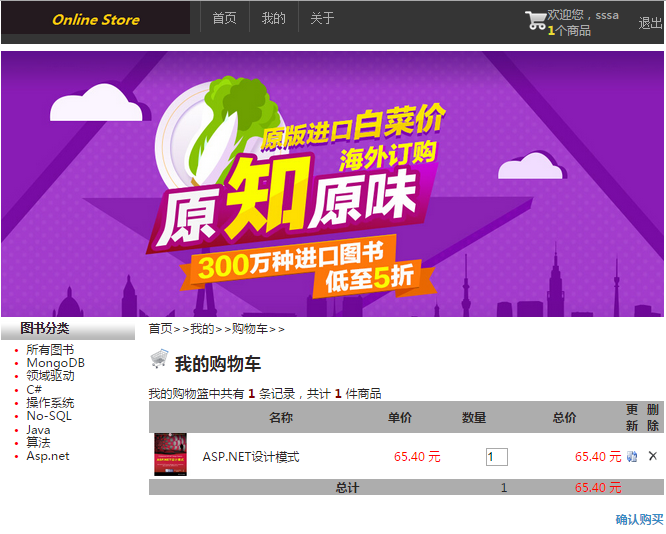 Online Store
首页
我的
关于
欢迎您，sssa
1个商品
退出
原版进口白菜价
海外订购
原知原味
300万种进口图书
低至5折
图书分类
所有图书
MongoDB
领域驱动
C#
操作系统
No-SQL
Java
算法
Asp.net
首页>>我的>>购物车>>
我的购物车
我的购物篮中共有 1 条记录，共计 1 件商品
名称 单价 数量 总价 更新 删除
ASP.NET设计模式 65.40 元 1 65.40 元
总计 1 65.40 元
确认购买